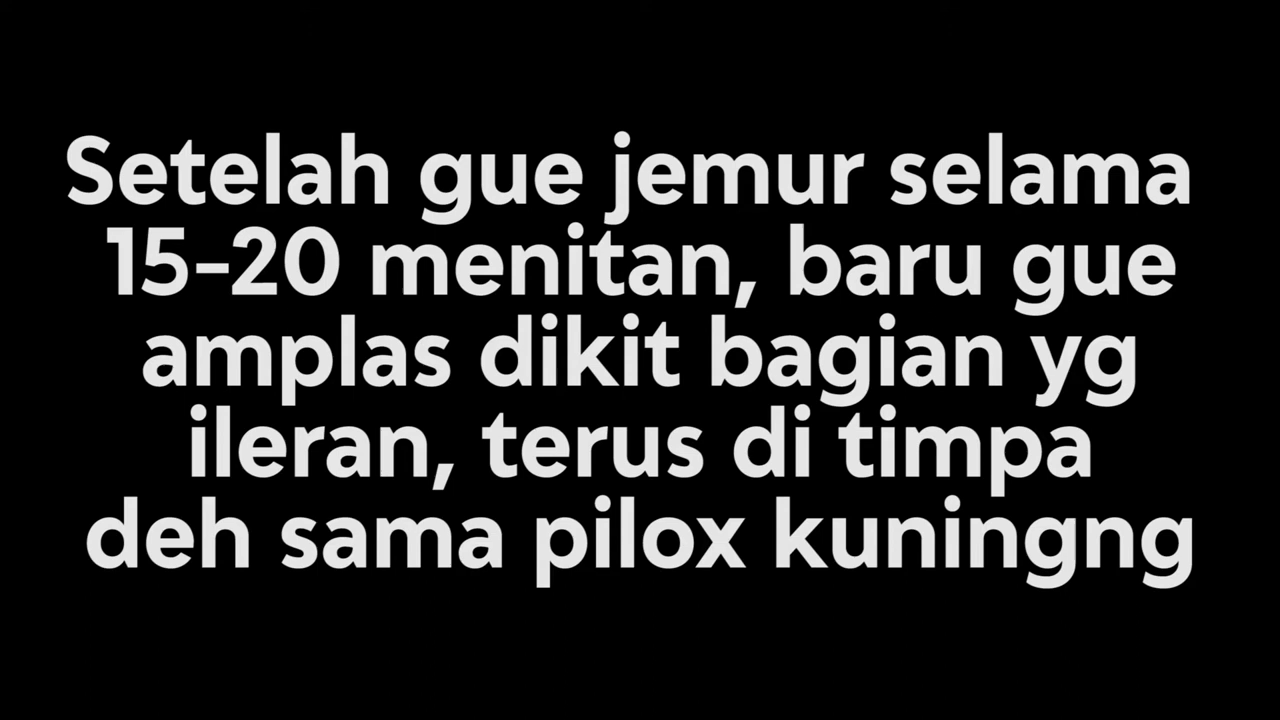 Setelah gue jemur selama
15-20 menitan, baru gue
amplas dikit bagian yg
ileran, terus di timpa
deh sama pilox kuningng